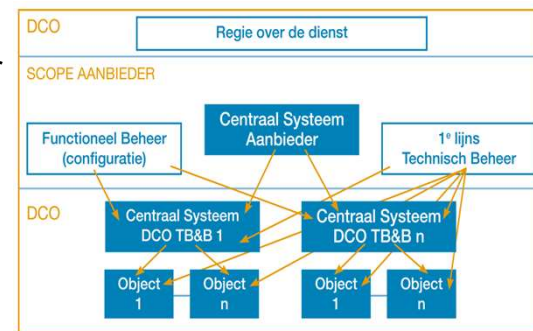 DCO
Regie over de dienst
SCOPE AANBIEDER
Functioneel Beheer
(configuratie)
Centraal Systeem
Aanbieder
1e lijns
Technisch Beheer
DCO
Centraal Systeem
DCO TB&B 1
Centraal Systeem
DCO TB&B n
Object
1
Object
n
Object
1
Object
n